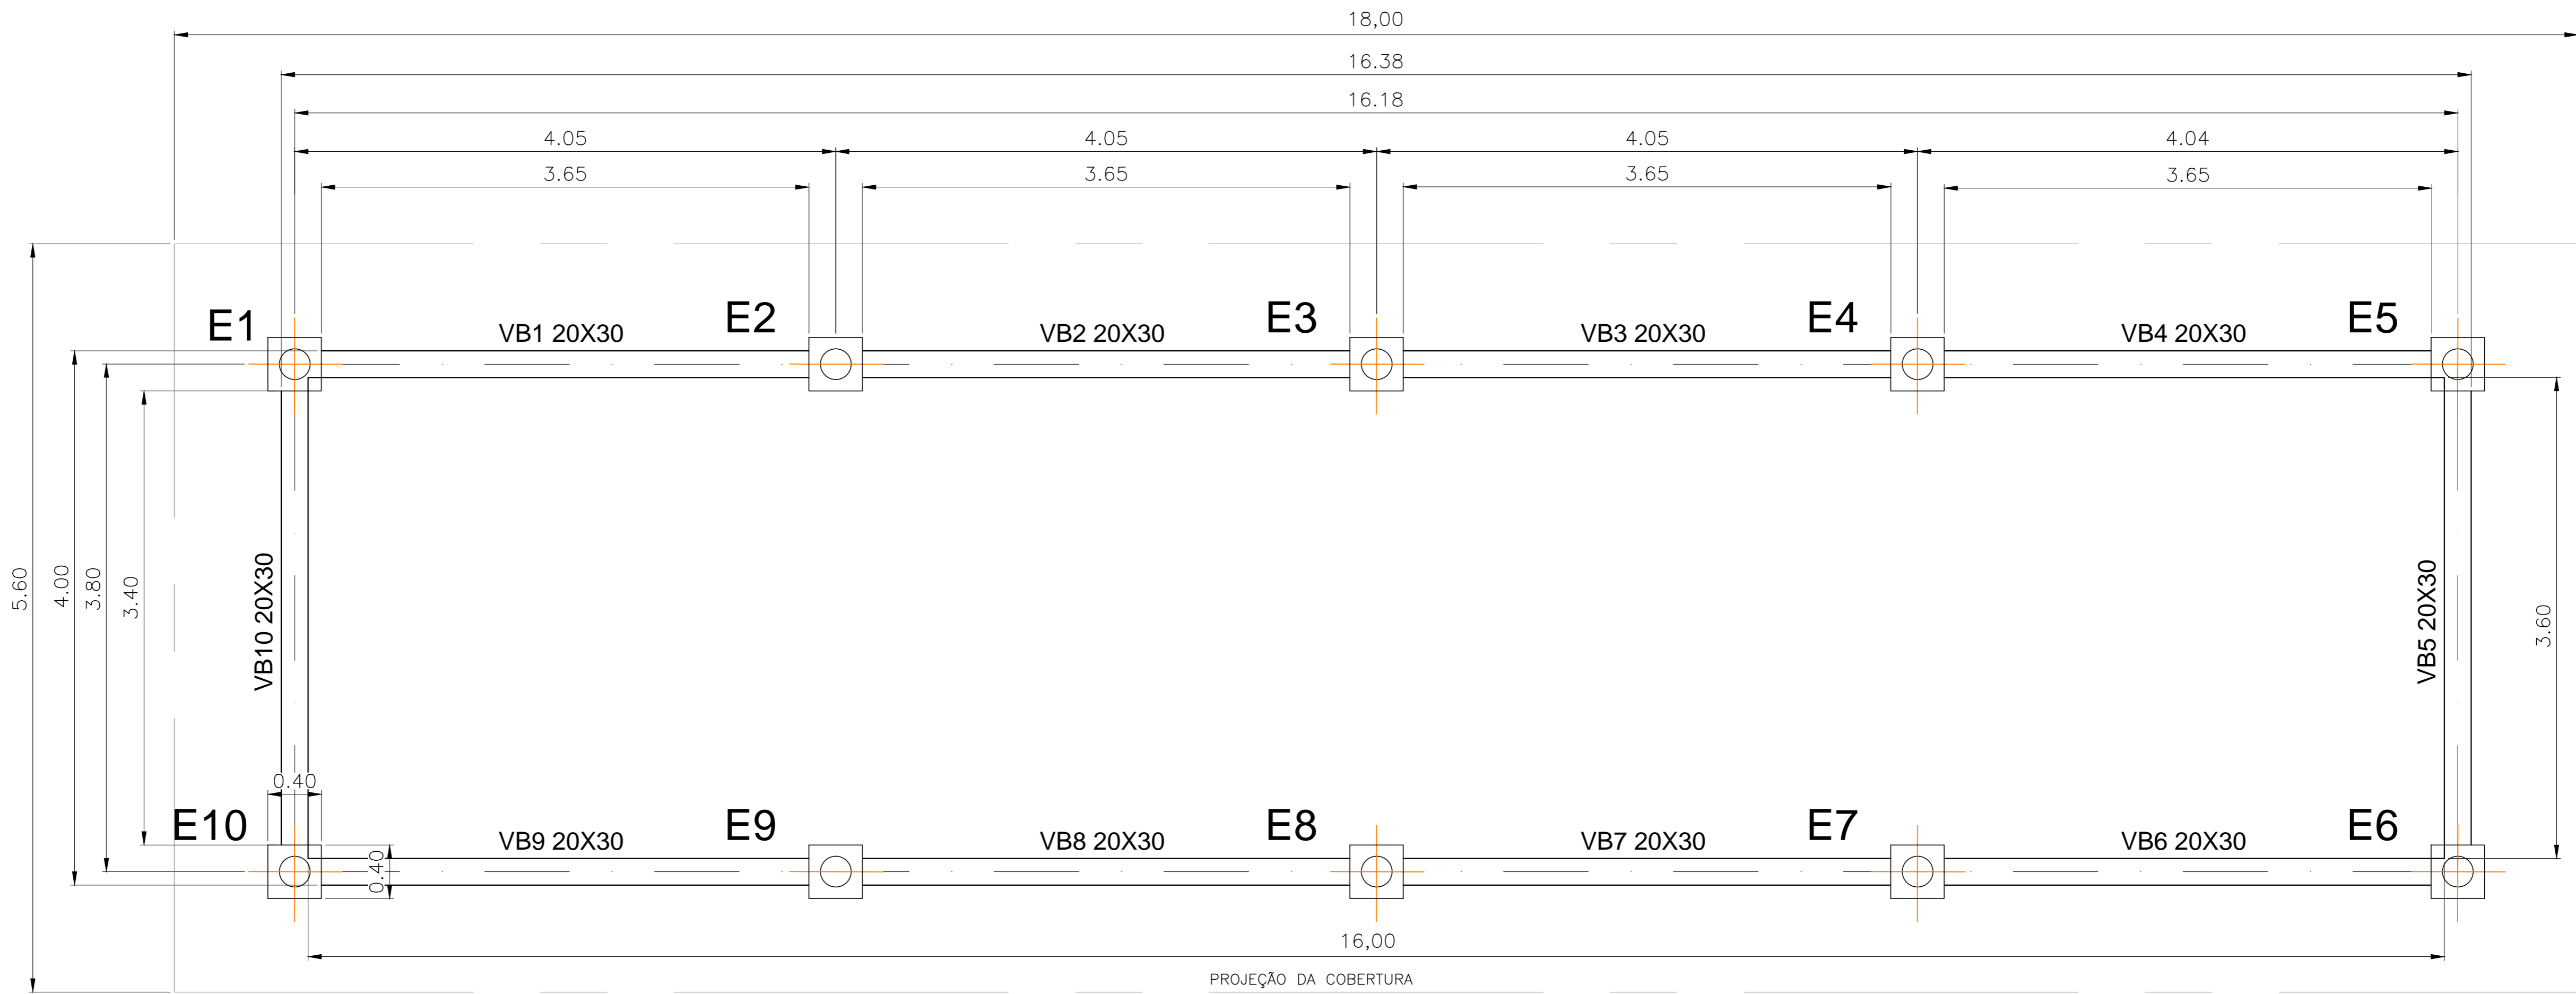 18,00
16.38
16.18
4.05
4.05
4.05
4.04
3.65
3.65
3.65
3.65
E1
VB1 20X30
E2
VB2 20X30
E3
VB3 20X30
E4
VB4 20X30
E5
5.60
4.00
3.80
3.40
VB10 20X30
VB5 20X30
3.60
0.40
E10
0.40
VB9 20X30
E9
VB8 20X30
E8
VB7 20X30
E7
VB6 20X30
E6
16,00
PROJEÇÃO DA COBERTURA